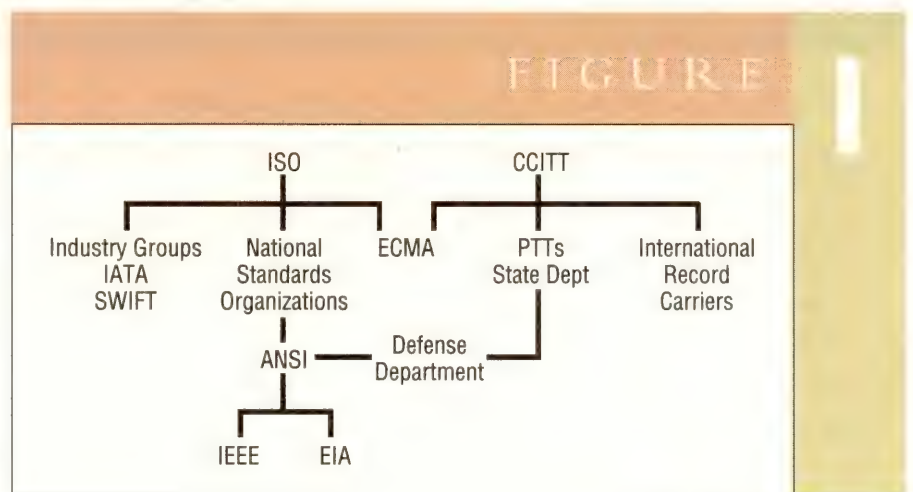 FIGURE
1
ISO
CCITT
Industry Groups
IATA
SWIFT
National
Standards
Organizations
ECMA
PTTs
State Dept
International
Record
Carriers
ANSI
Defense
Department
IEEE
EIA